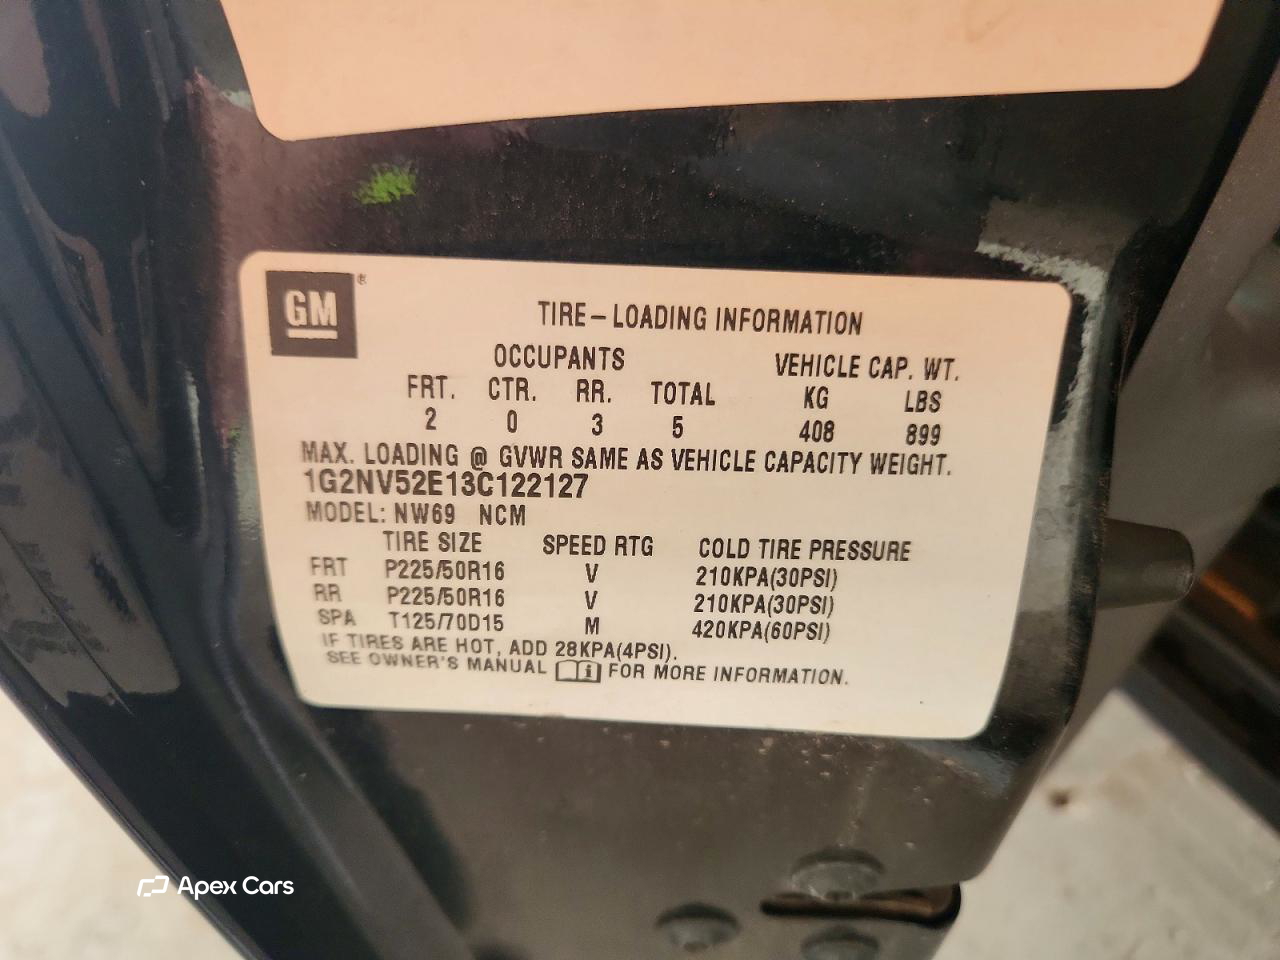 GM®
TIRE-LOADING INFORMATION
OCCUPANTS VEHICLE CAP. WT.
FRT. CTR. RR. TOTAL KG LBS
2 0 3 5 408 899
MAX. LOADING @ GVWR SAME AS VEHICLE CAPACITY WEIGHT.
1G2NV52E13C122127
MODEL: NW69 NCM
TIRE SIZE SPEED RTG COLD TIRE PRESSURE
FRT P225/50R16 V 210KPA(30PSI)
RR P225/50R16 V 210KPA(30PSI)
SPA T125/70D15 M 420KPA(60PSI)
IF TIRES ARE HOT, ADD 28KPA(4PSI).
SEE OWNER'S MANUAL i FOR MORE INFORMATION.
Apex Cars